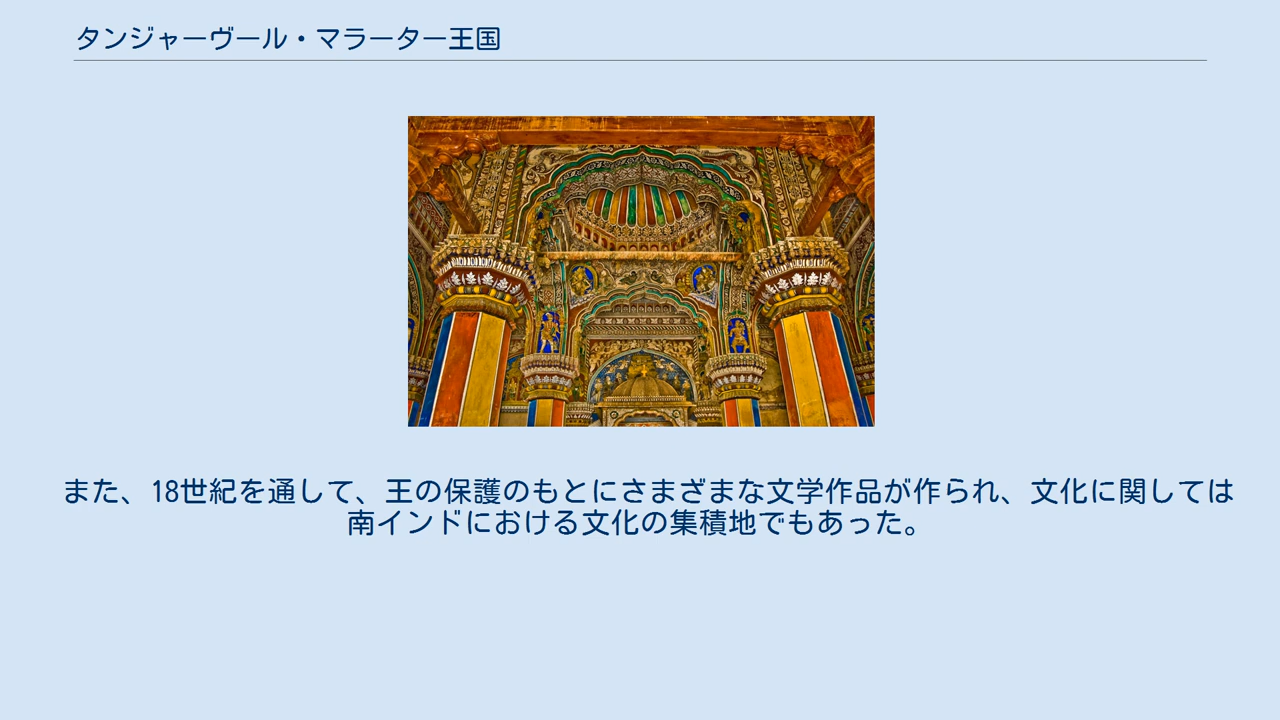 タンジャーヴール・マラーター王国
また、18世紀を通して、王の保護のもとにさまざまな文学作品が作られ、文化に関しては
南インドにおける文化の集積地でもあった。